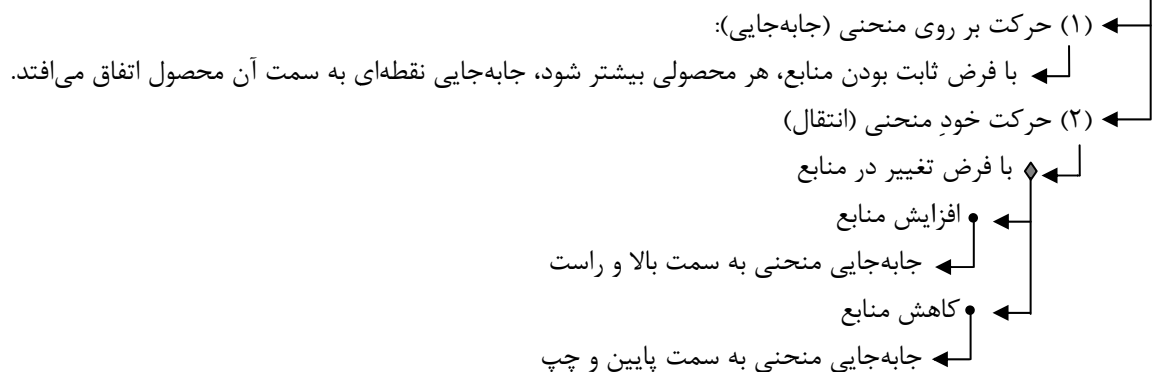 (۱) حرکت بر روی منحنی (جابه‌جایی):
با فرض ثابت بودن منابع، هر محصولی بیشتر شود، جابه‌جایی نقطه‌ای به سمت آن محصول اتفاق می‌افتد.
(۲) حرکت خودِ منحنی (انتقال)
با فرض تغییر در منابع
افزایش منابع
جابه‌جایی منحنی به سمت بالا و راست
کاهش منابع
جابه‌جایی منحنی به سمت پایین و چپ